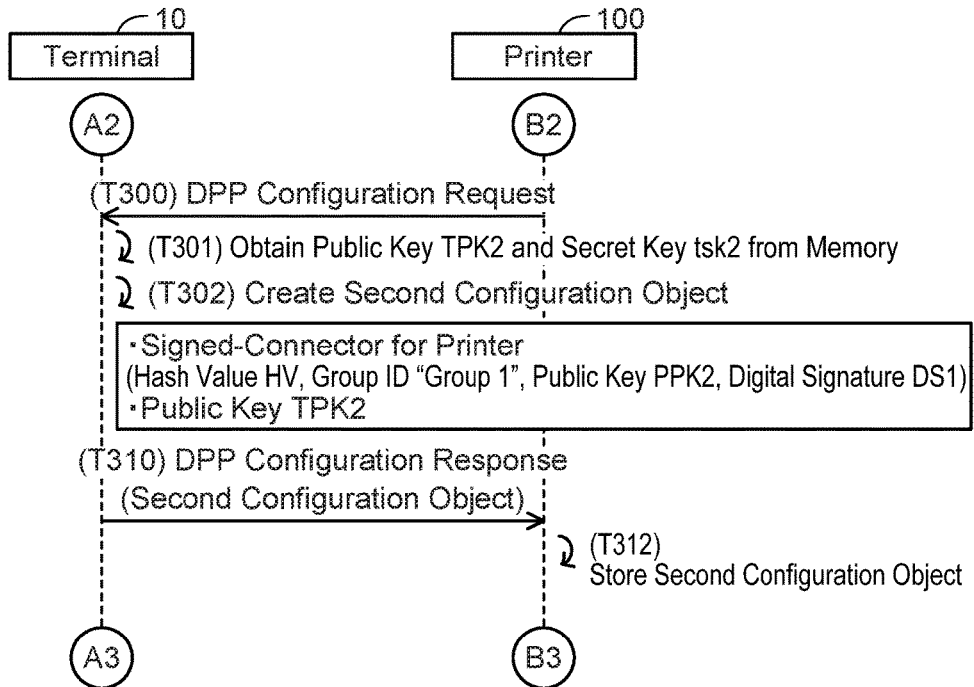 10
100
Terminal
Printer
A2
B2
(T300) DPP Configuration Request
(T301) Obtain Public Key TPK2 and Secret Key tsk2 from Memory
(T302) Create Second Configuration Object
・Signed-Connector for Printer
(Hash Value HV, Group ID “Group 1”, Public Key PPK2, Digital Signature DS1)
・Public Key TPK2
(T310) DPP Configuration Response
(Second Configuration Object)
(T312)
Store Second Configuration Object
A3
B3